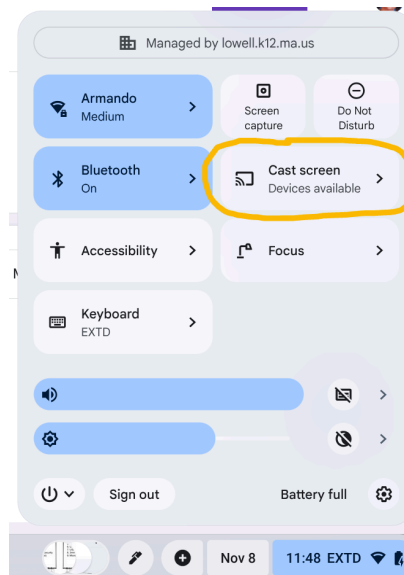 Managed by lowell.k12.ma.us
Armando
Medium
Screen
capture
Do Not
Disturb
Bluetooth
On
Cast screen
Devices available
Accessibility
Focus
Keyboard
EXTD
Sign out
Battery full
Nov 8
11:48 EXTD